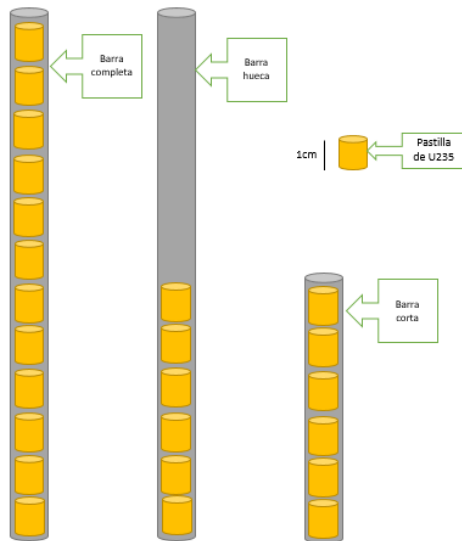 Barra
completa
Barra
hueca
1cm
Pastilla
de U235
Barra
corta